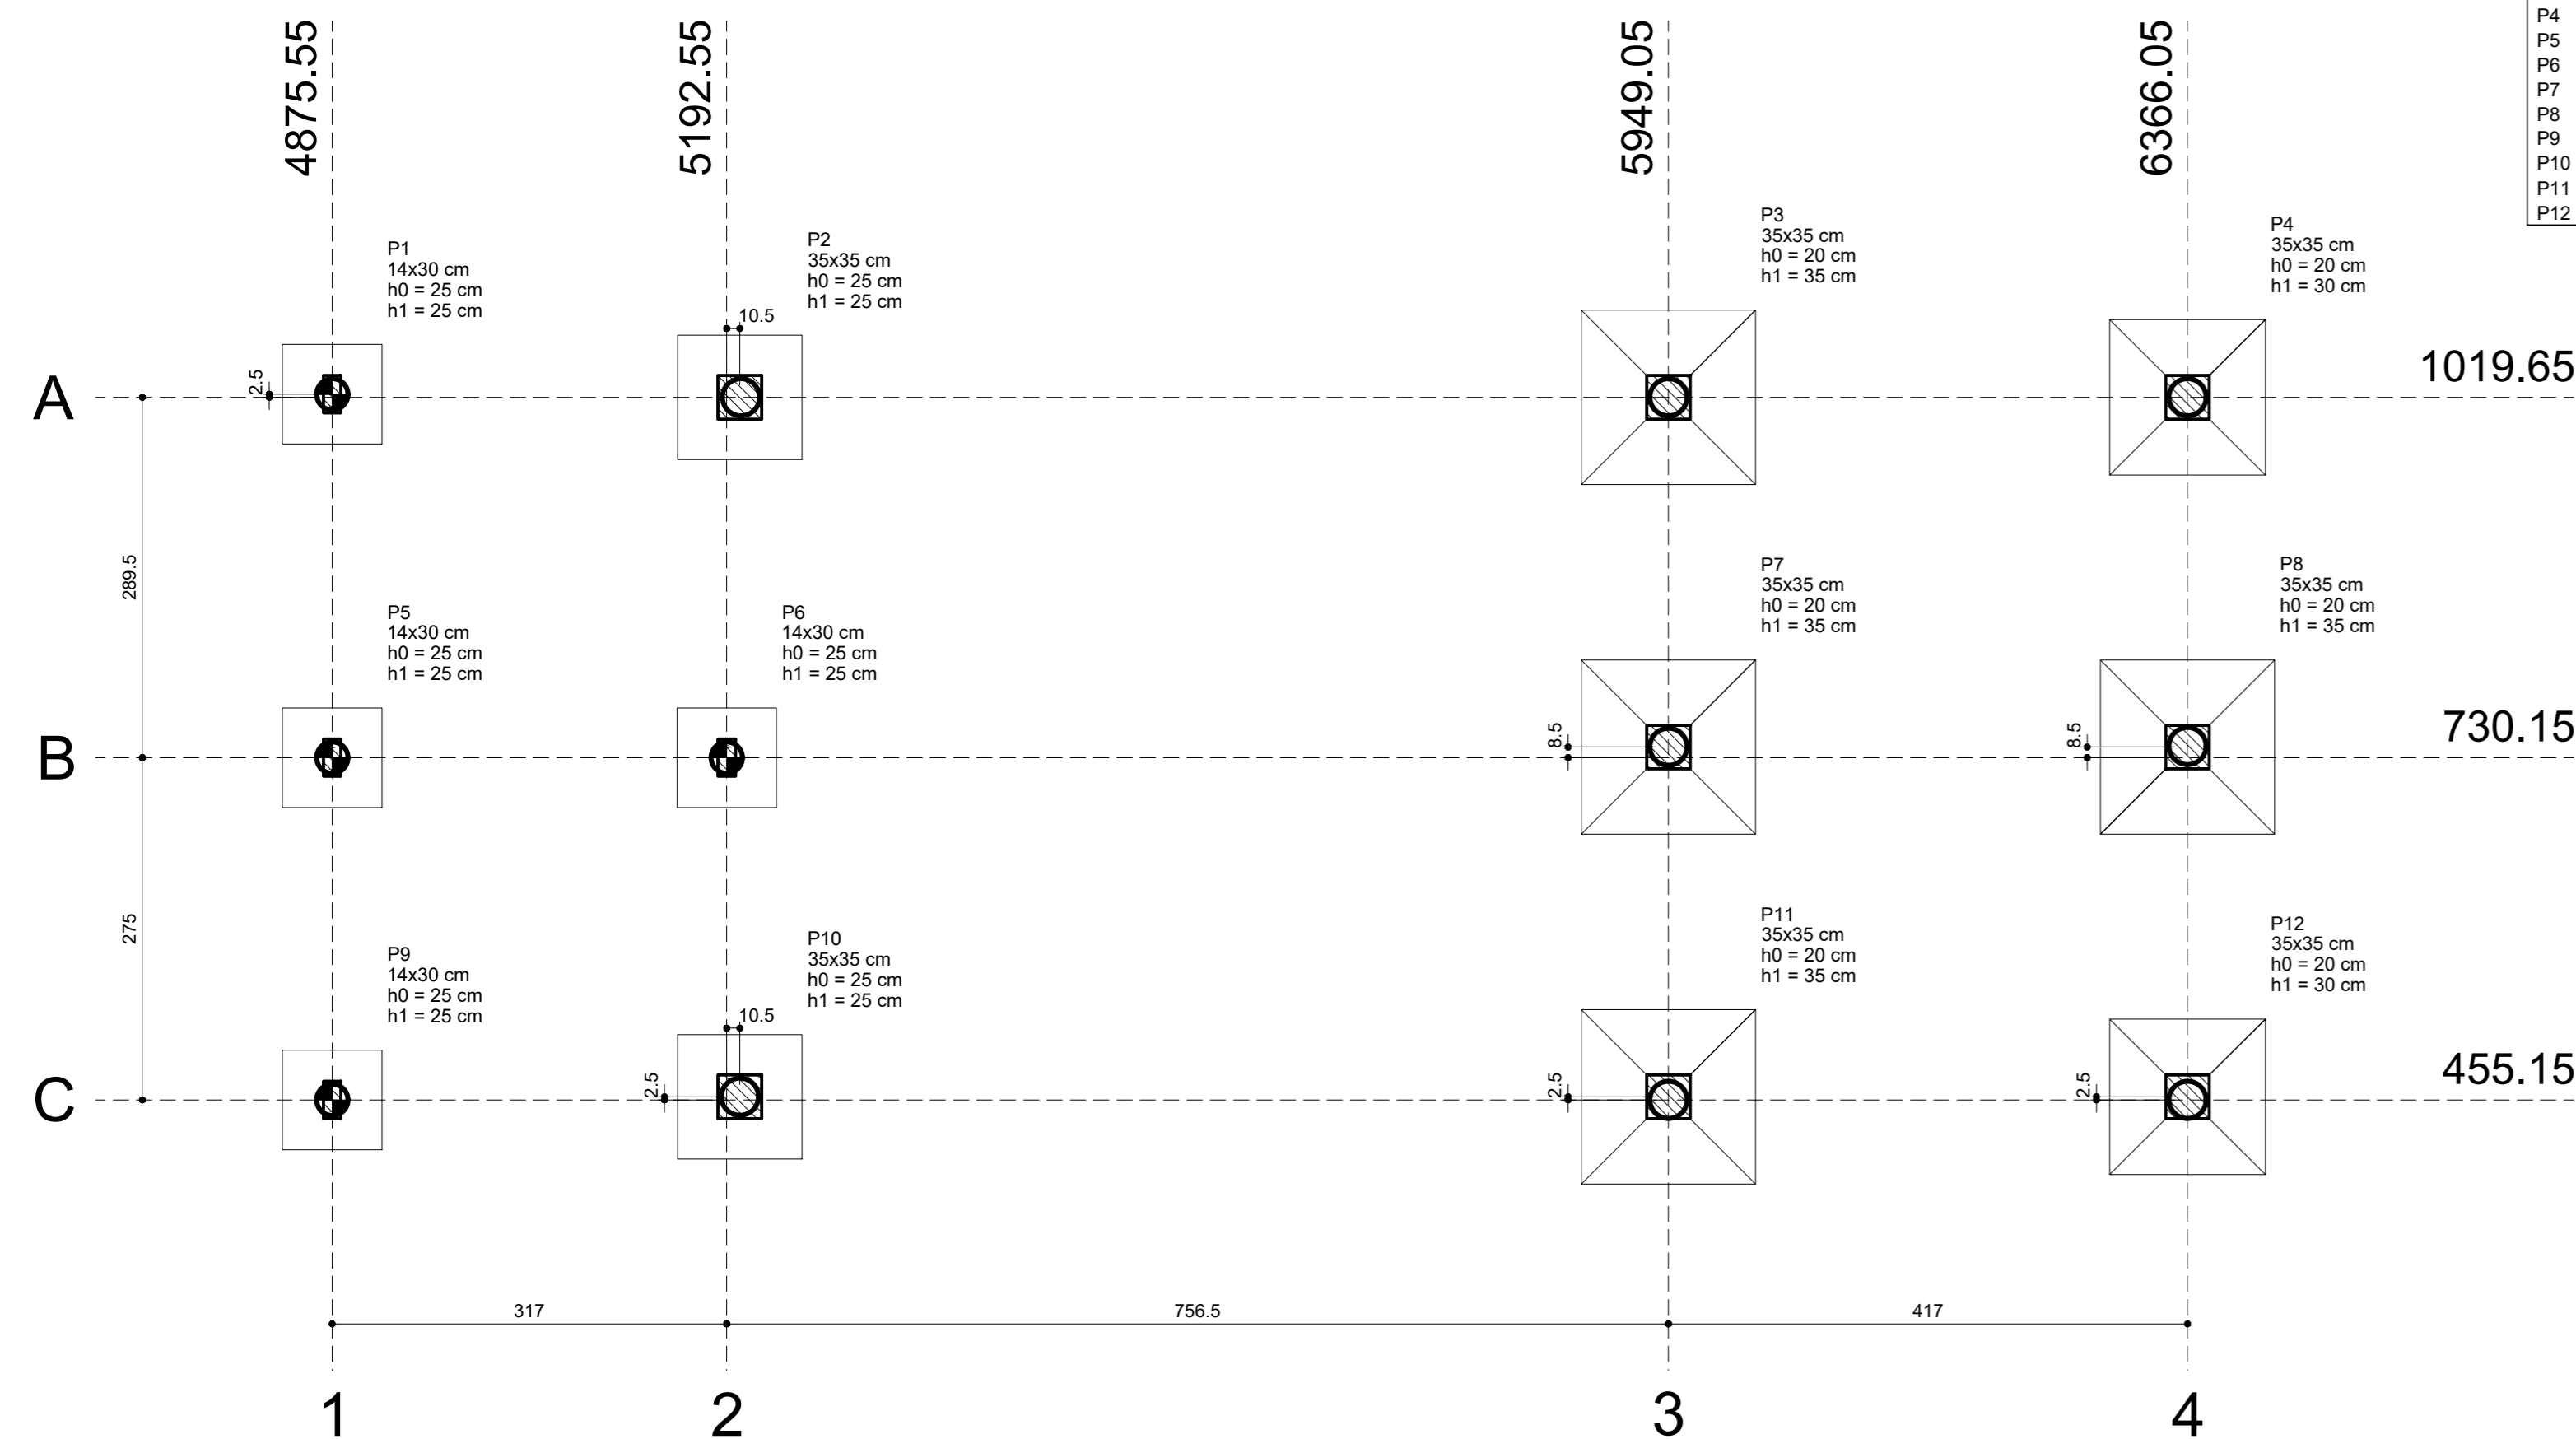 4875.55
5192.55
5949.05
6366.05
P4
P5
P6
P7
P8
P9
P10
P11
P12
P1
14x30 cm
h0 = 25 cm
h1 = 25 cm
P2
35x35 cm
h0 = 25 cm
h1 = 25 cm
P3
35x35 cm
h0 = 20 cm
h1 = 35 cm
P4
35x35 cm
h0 = 20 cm
h1 = 30 cm
10.5
2.5
A
1019.65
289.5
P5
14x30 cm
h0 = 25 cm
h1 = 25 cm
P6
14x30 cm
h0 = 25 cm
h1 = 25 cm
P7
35x35 cm
h0 = 20 cm
h1 = 35 cm
P8
35x35 cm
h0 = 20 cm
h1 = 35 cm
8.5
8.5
B
730.15
275
P9
14x30 cm
h0 = 25 cm
h1 = 25 cm
P10
35x35 cm
h0 = 25 cm
h1 = 25 cm
P11
35x35 cm
h0 = 20 cm
h1 = 35 cm
P12
35x35 cm
h0 = 20 cm
h1 = 30 cm
10.5
2.5
2.5
2.5
C
455.15
317
756.5
417
1
2
3
4